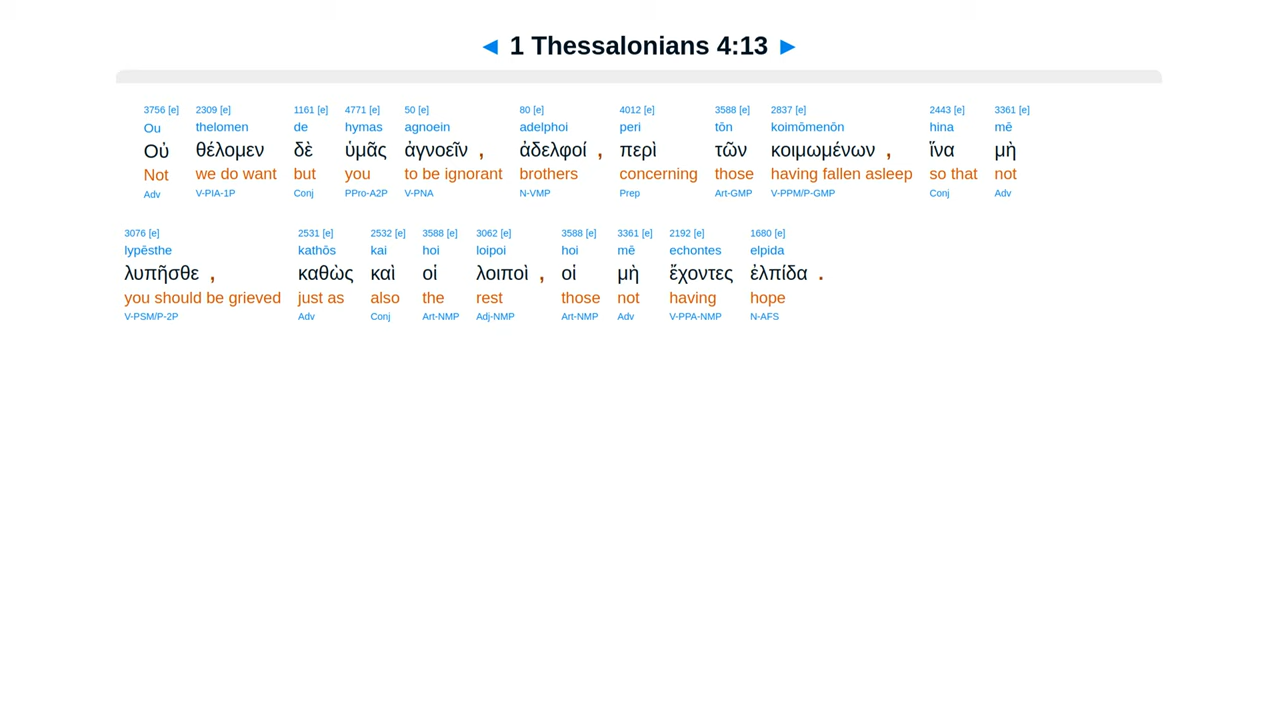 ◄ 1 Thessalonians 4:13 ►
3756 [e] 2309 [e] 1161 [e] 4771 [e] 50 [e] 80 [e] 4012 [e] 3588 [e] 2837 [e] 2443 [e] 3361 [e]
Ou thelomen de hymas agnoein adelphoi peri tōn koimōmenōn hina mē
Οὐ θέλομεν δὲ ὑμᾶς ἀγνοεῖν , ἀδελφοί , περὶ τῶν κοιμωμένων , ἵνα μὴ
Not we do want but you to be ignorant brothers concerning those having fallen asleep so that not
Adv V-PIA-1P Conj PPro-A2P V-PNA N-VMP Prep Art-GMP V-PPM/P-GMP Conj Adv
3076 [e] 2531 [e] 2532 [e] 3588 [e] 3062 [e] 3588 [e] 3361 [e] 2192 [e] 1680 [e]
lypēsthe kathōs kai hoi loipoi hoi mē echontes elpida
λυπῆσθε , καθὼς καὶ οἱ λοιποὶ , οἱ μὴ ἔχοντες ἐλπίδα .
you should be grieved just as also the rest those not having hope
V-PSM/P-2P Adv Conj Art-NMP Adj-NMP Art-NMP Adv V-PPA-NMP N-AFS